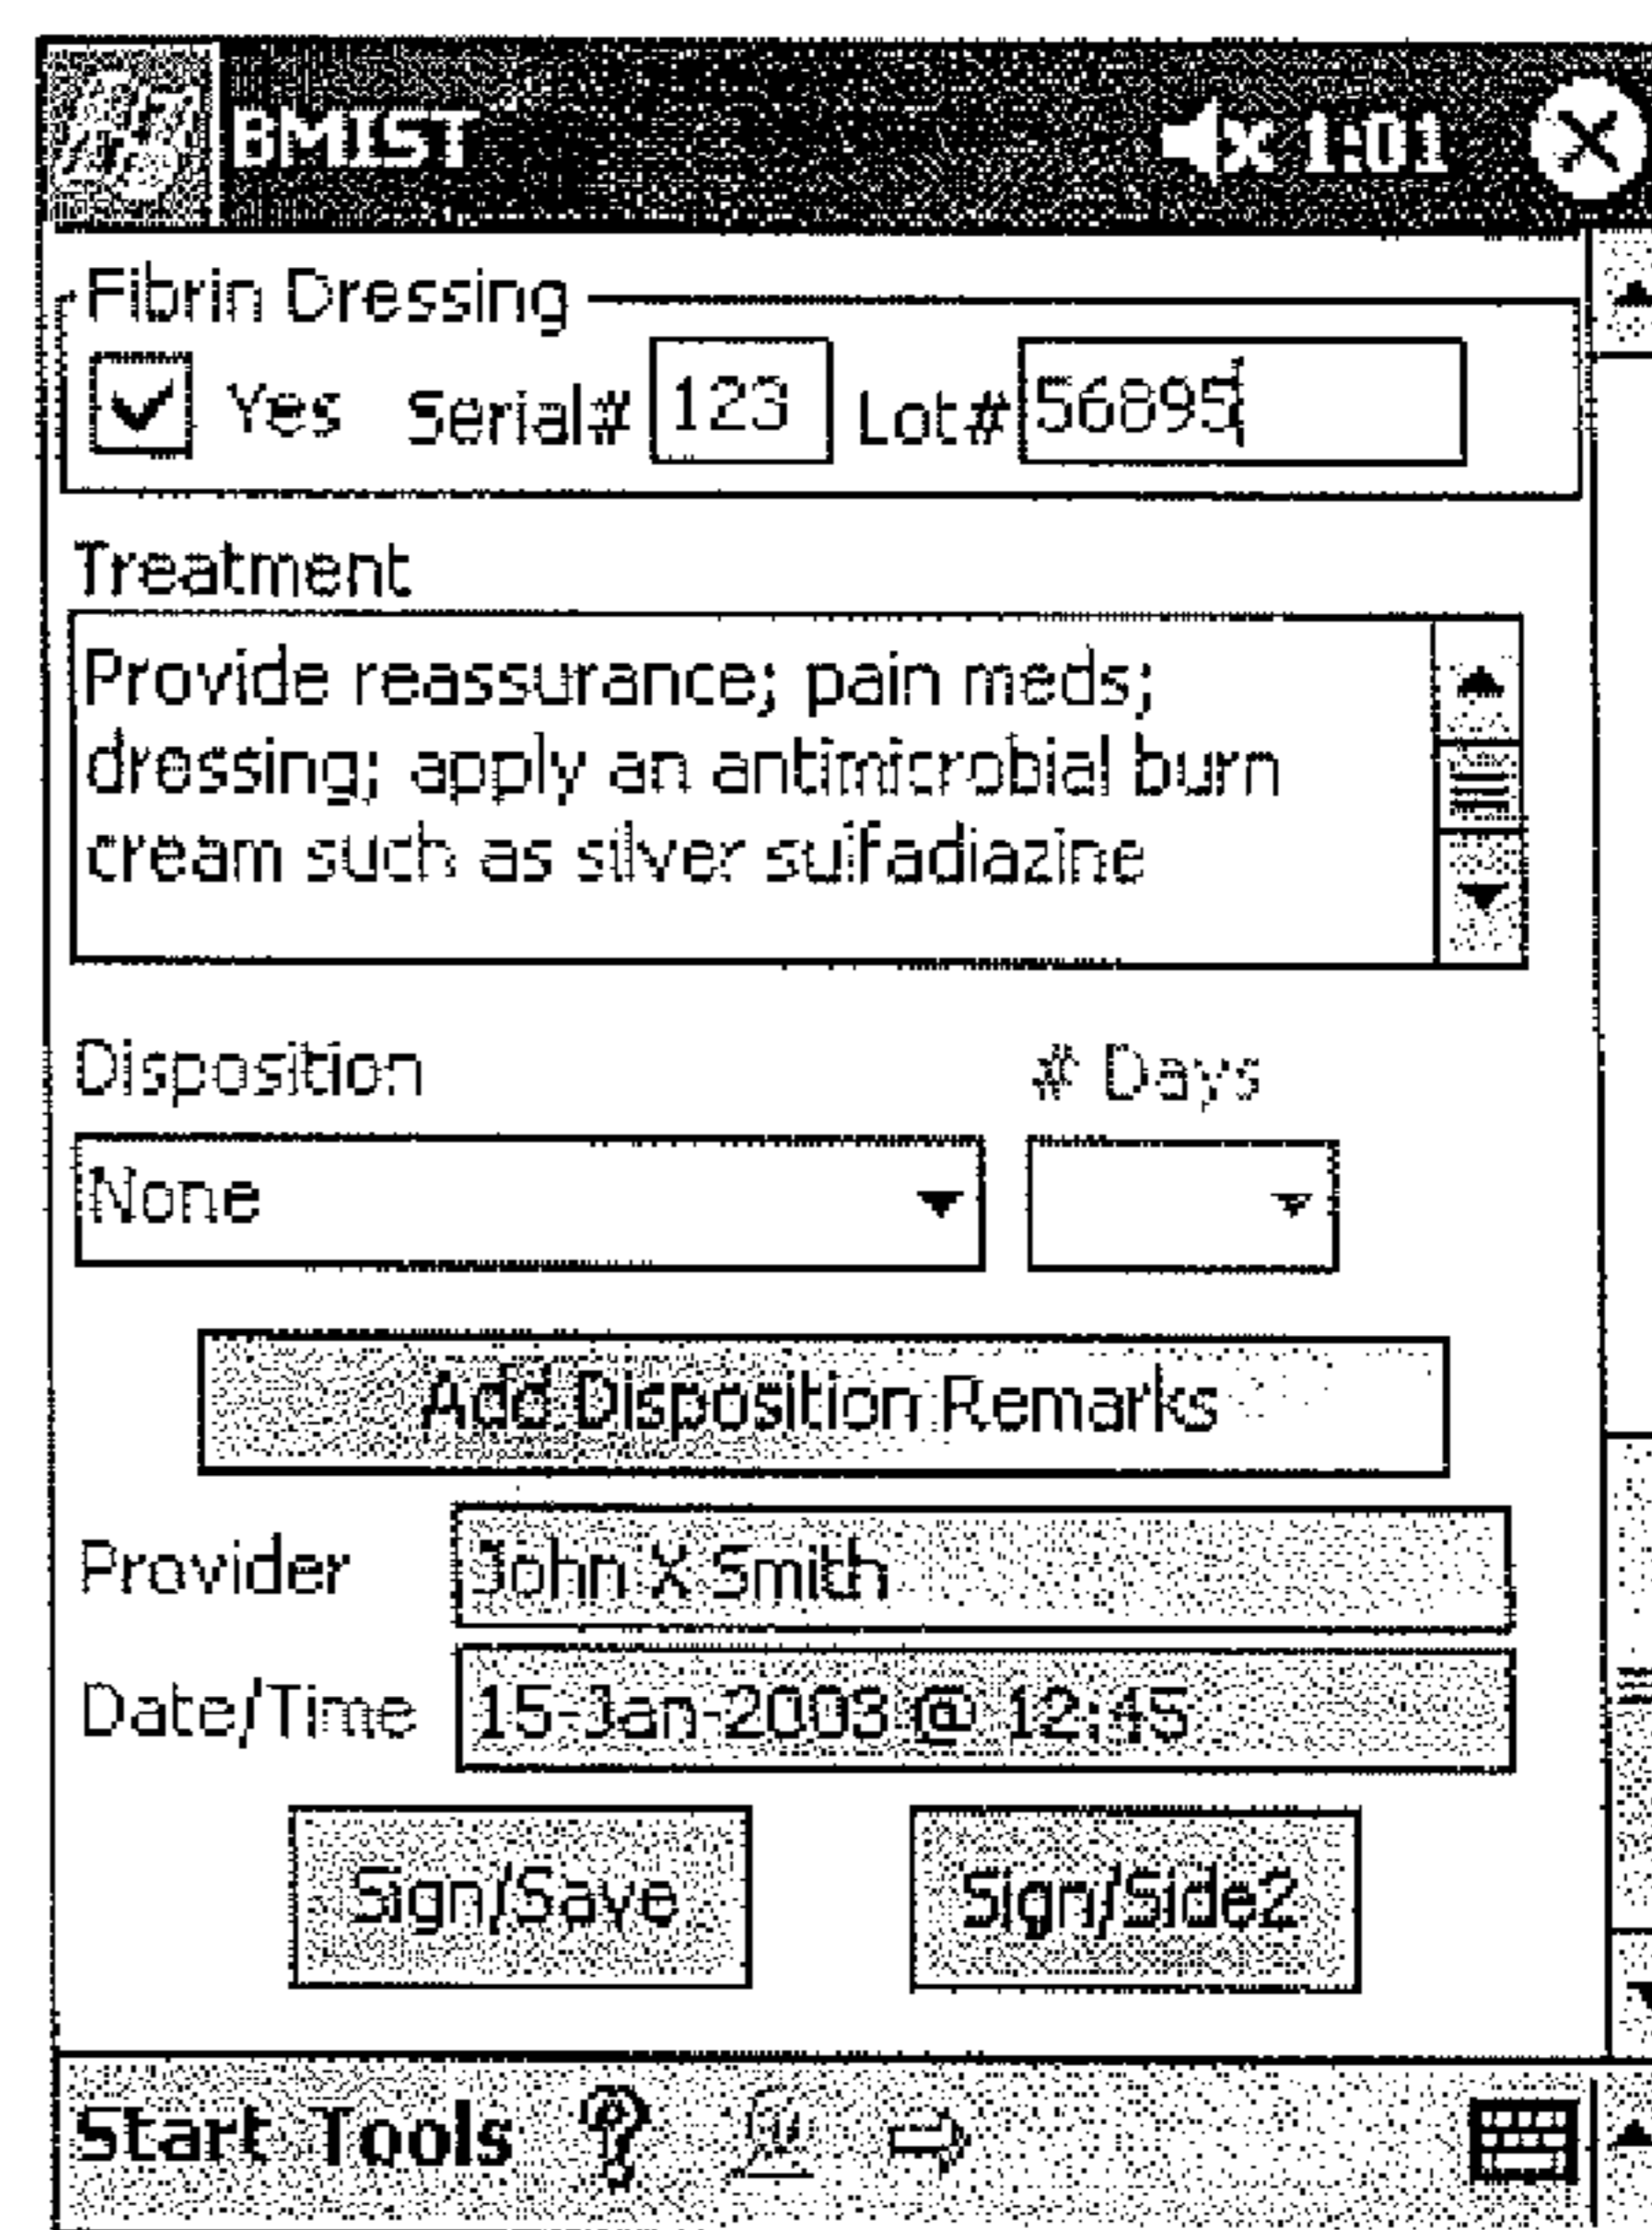 BMIST 1:01
Fibrin Dressing
Yes Serial# 123 Lot# 56895
Treatment
Provide reassurance; pain meds;
dressing; apply an antimicrobial burn
cream such as silver sulfadiazine
Disposition # Days
None
Add Disposition Remarks
Provider John X Smith
Date/Time 15-Jan-2003 @ 12:45
Sign/Save Sign/Side2
Start Tools